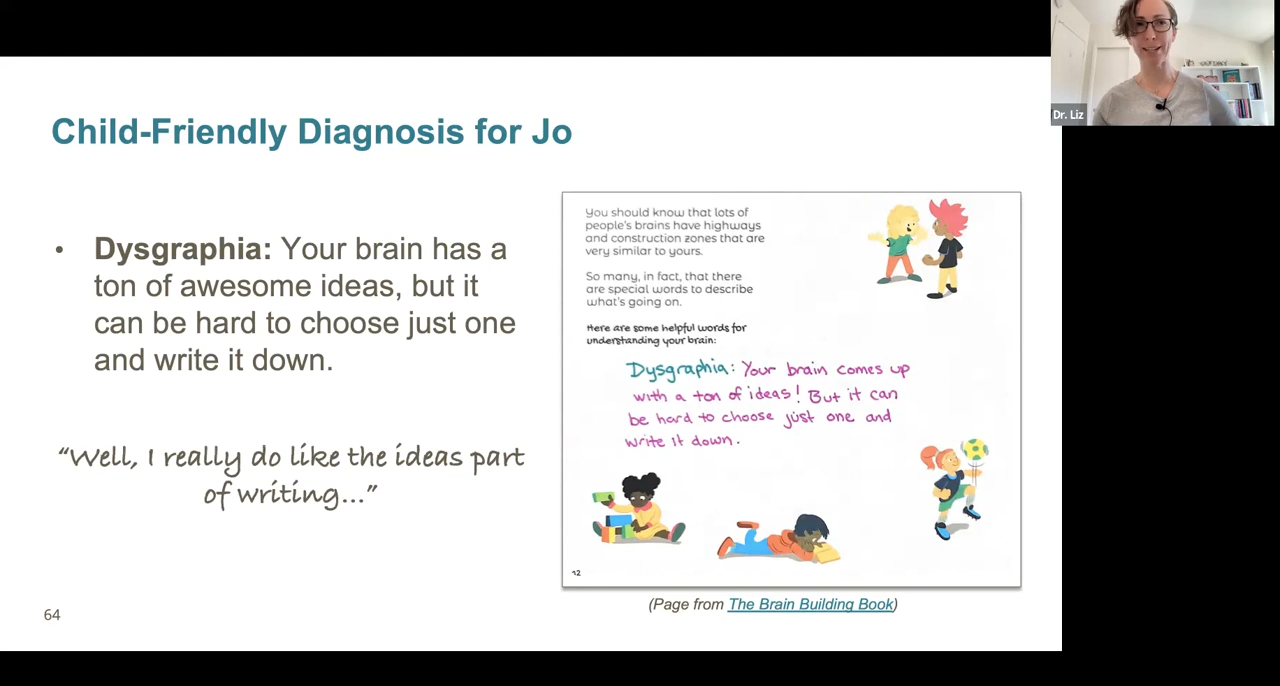 Dr. Liz
Child-Friendly Diagnosis for Jo
• Dysgraphia: Your brain has a
ton of awesome ideas, but it
can be hard to choose just one
and write it down.
“Well, I really do like the ideas part
of writing...”
64
You should know that lots of
people's brains have highways
and construction zones that are
very similar to yours.
So many, in fact, that there
are special words to describe
what's going on.
Here are some helpful words for
understanding your brain:
Dysgraphia: Your brain comes up
with a ton of ideas! But it can
be hard to choose just one and
write it down.
12
(Page from The Brain Building Book)